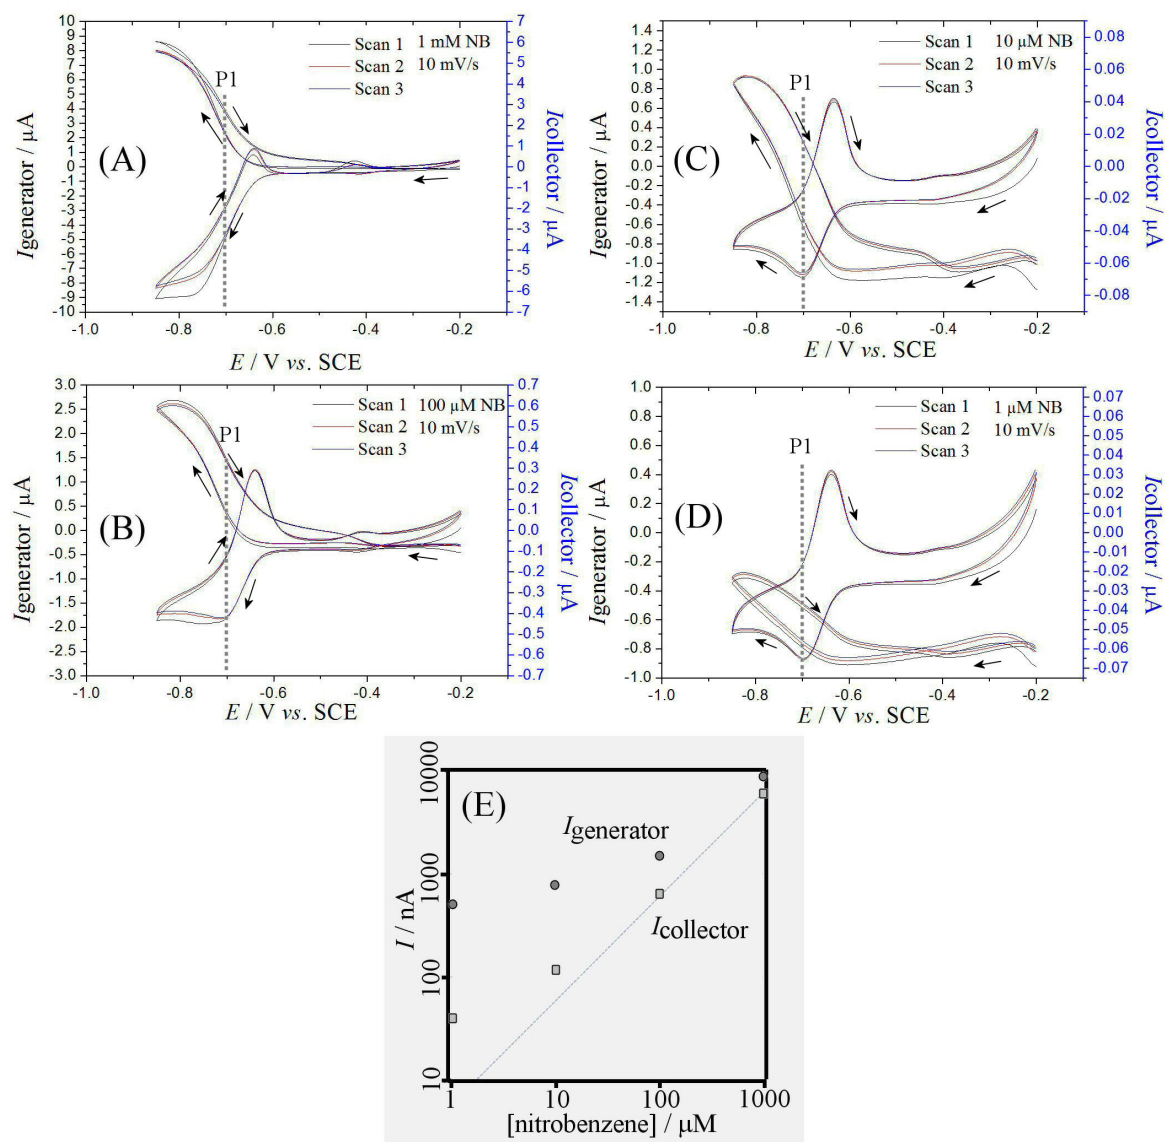 Scan 1 1 mM NB
Scan 2 10 mV/s
Scan 3
P1
(A)
10
9
8
7
6
5
4
3
2
1
0
1
-2
-3
-4
-5
-6
-7
-8
-9
10
7
6
5
4
3
2
1
0
-1
-2
-3
-4
-5
-6
-7
-1.0 -0.8 -0.6 -0.4 -0.2
Igenerator / μA
Icollector / μA
E / V vs. SCE
Scan 1 10 μM NB
Scan 2 10 mV/s
Scan 3
P1
(C)
1.4
1.2
1.0
0.8
0.6
0.4
0.2
0.0
-0.2
-0.4
-0.6
-0.8
-1.0
-1.2
-1.4
0.08
0.06
0.04
0.02
0.00
-0.02
-0.04
-0.06
-0.08
-1.0 -0.8 -0.6 -0.4 -0.2
Igenerator / μA
Icollector / μA
E / V vs. SCE
Scan 1 100 μM NB
Scan 2 10 mV/s
Scan 3
P1
(B)
3.0
2.5
2.0
1.5
1.0
0.5
0.0
-0.5
-1.0
-1.5
-2.0
-2.5
-3.0
0.7
0.6
0.5
0.4
0.3
0.2
0.1
0.0
-0.1
-0.2
-0.3
-0.4
-0.5
-0.6
-0.7
-1.0 -0.8 -0.6 -0.4 -0.2
Igenerator / μA
Icollector / μA
E / V vs. SCE
Scan 1 1 μM NB
Scan 2 10 mV/s
Scan 3
P1
(D)
1.0
0.8
0.6
0.4
0.2
0.0
-0.2
-0.4
-0.6
-0.8
-1.0
0.07
0.06
0.05
0.04
0.03
0.02
0.01
0.00
-0.01
-0.02
-0.03
-0.04
-0.05
-0.06
-0.07
-1.0 -0.8 -0.6 -0.4 -0.2
Igenerator / μA
Icollector / μA
E / V vs. SCE
(E)
Igenerator
Icollector
10000
1000
100
10
I / nA
1 10 100 1000
[nitrobenzene] / μM